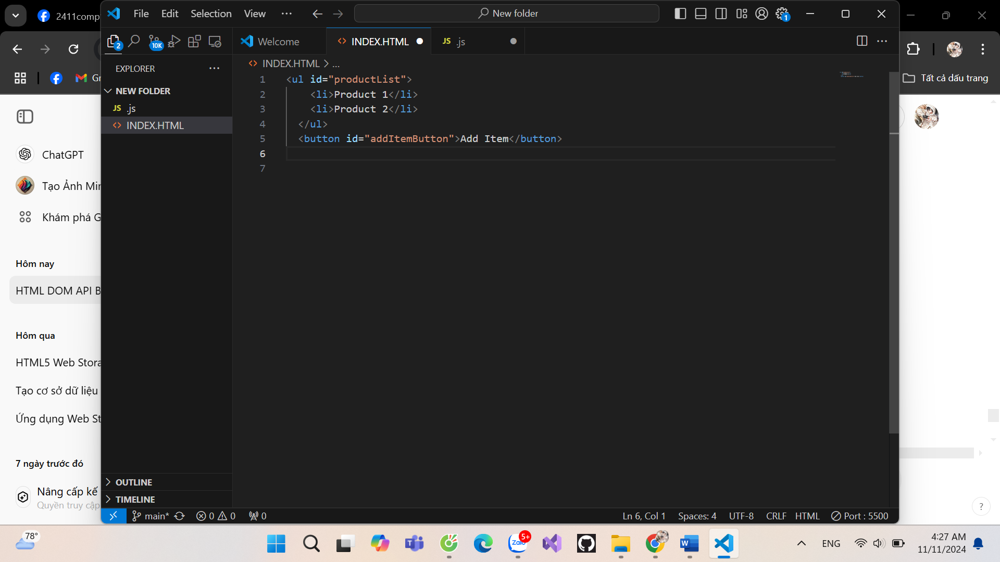 2411comp
File Edit Selection View
New folder
1
2
10K
Welcome
INDEX.HTML
JS .js
EXPLORER
INDEX.HTML > ...
NEW FOLDER
JS .js
INDEX.HTML
1 <ul id="productList">
2 <li>Product 1</li>
3 <li>Product 2</li>
4 </ul>
5 <button id="addItemButton">Add Item</button>
6
7
Tất cả dấu trang
ChatGPT
Tạo Ảnh
Khám phá G
Hôm nay
HTML DOM API B
Hôm qua
HTML5 Web Stora
Tạo cơ sở dữ liệu
Ứng dụng Web St
7 ngày trước đó
Nâng cấp kế
Quyền truy cập
OUTLINE
TIMELINE
main* 0 0 0
Ln 6, Col 1 Spaces: 4 UTF-8 CRLF HTML Port : 5500
?
78°
Zalo
5+
ENG
4:27 AM
11/11/2024